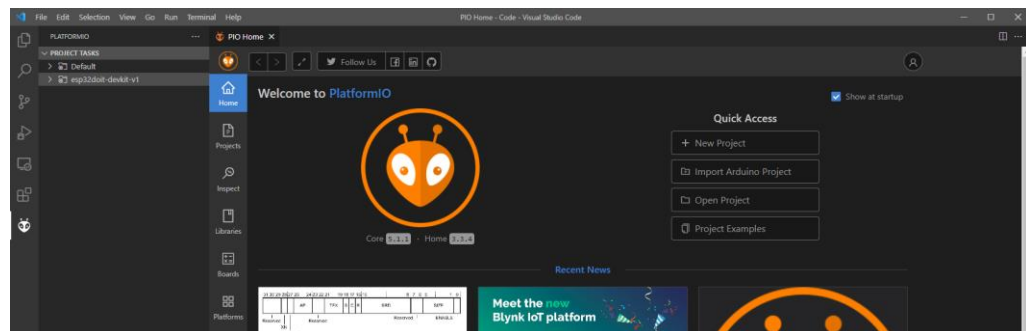 File Edit Selection View Go Run Terminal Help
PIO Home - Code - Visual Studio Code
PLATFORMIO
PIO Home
PROJECT TASKS
Default
esp32doit-devkit-v1
Follow Us
Home
Welcome to PlatformIO
Show at startup
Projects
Inspect
Libraries
Boards
Platforms
Quick Access
+ New Project
Import Arduino Project
Open Project
Project Examples
Core 5.1.1 · Home 3.3.4
Recent News
Reserved
Reserved
Reserved
Meet the new
Blynk IoT platform